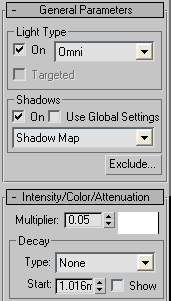 - General Parameters
Light Type
On Omni
Targeted
Shadows
On Use Global Settings
Shadow Map
Exclude...
- Intensity/Color/Attenuation
Multiplier: 0.05
Decay
Type: None
Start: 1.016m Show